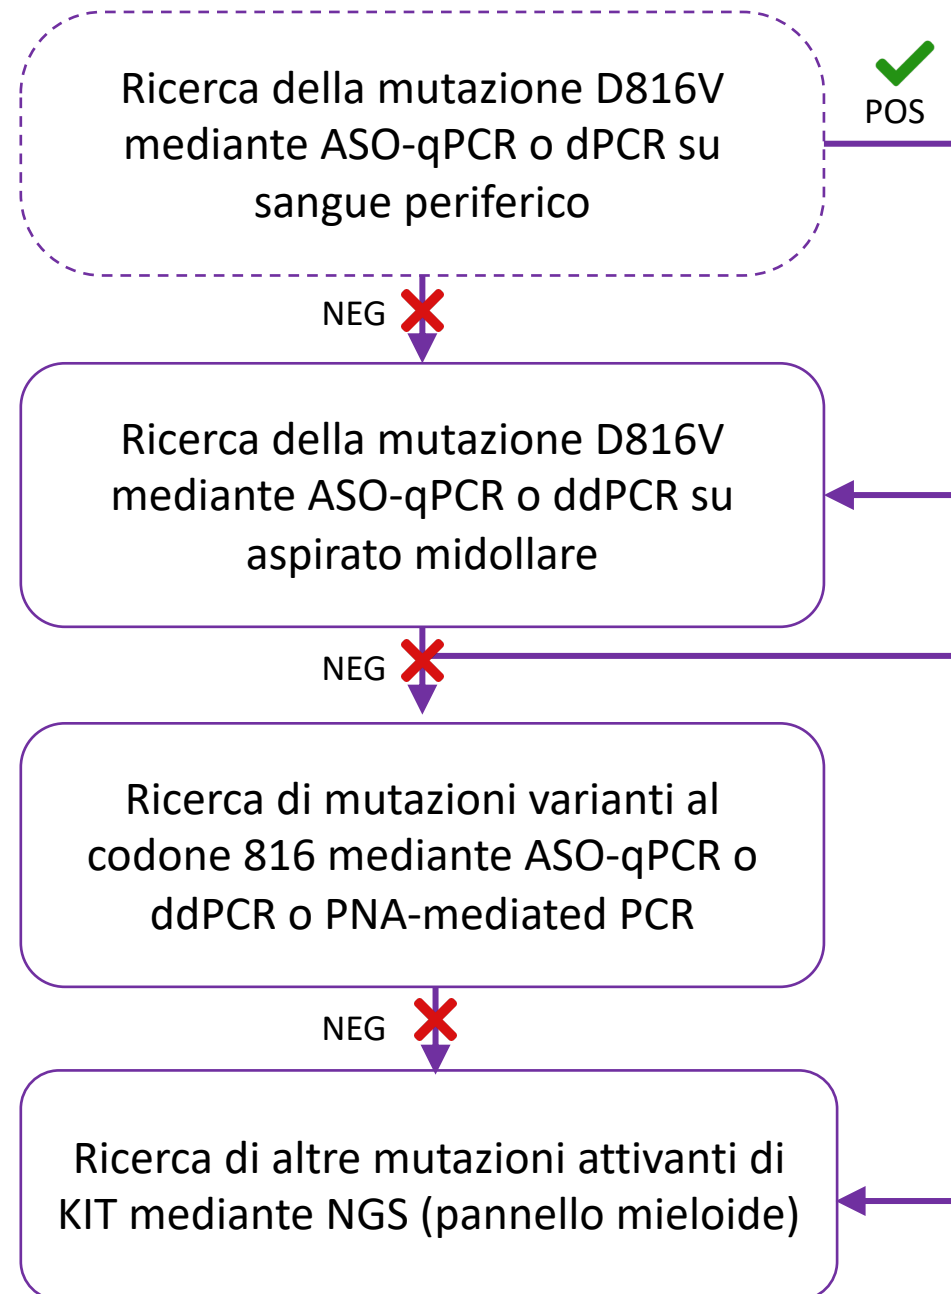 Ricerca della mutazione D816V
mediante ASO-qPCR o dPCR su
sangue periferico
POS
NEG
Ricerca della mutazione D816V
mediante ASO-qPCR o ddPCR su
aspirato midollare
NEG
Ricerca di mutazioni varianti al
codone 816 mediante ASO-qPCR o
ddPCR o PNA-mediated PCR
NEG
Ricerca di altre mutazioni attivanti di
KIT mediante NGS (pannello mieloide)